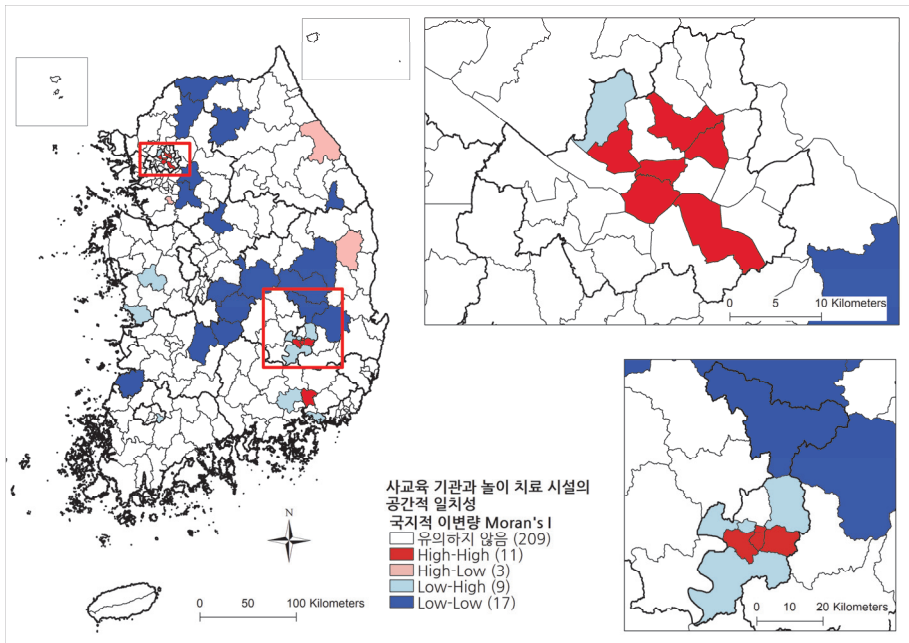 0 5 10 Kilometers
사교육 기관과 놀이 치료 시설의
공간적 일치성
국지적 이변량 Moran's I
유의하지 않음 (209)
High-High (11)
High-Low (3)
Low-High (9)
Low-Low (17)
N
0 50 100 Kilometers
0 10 20 Kilometers